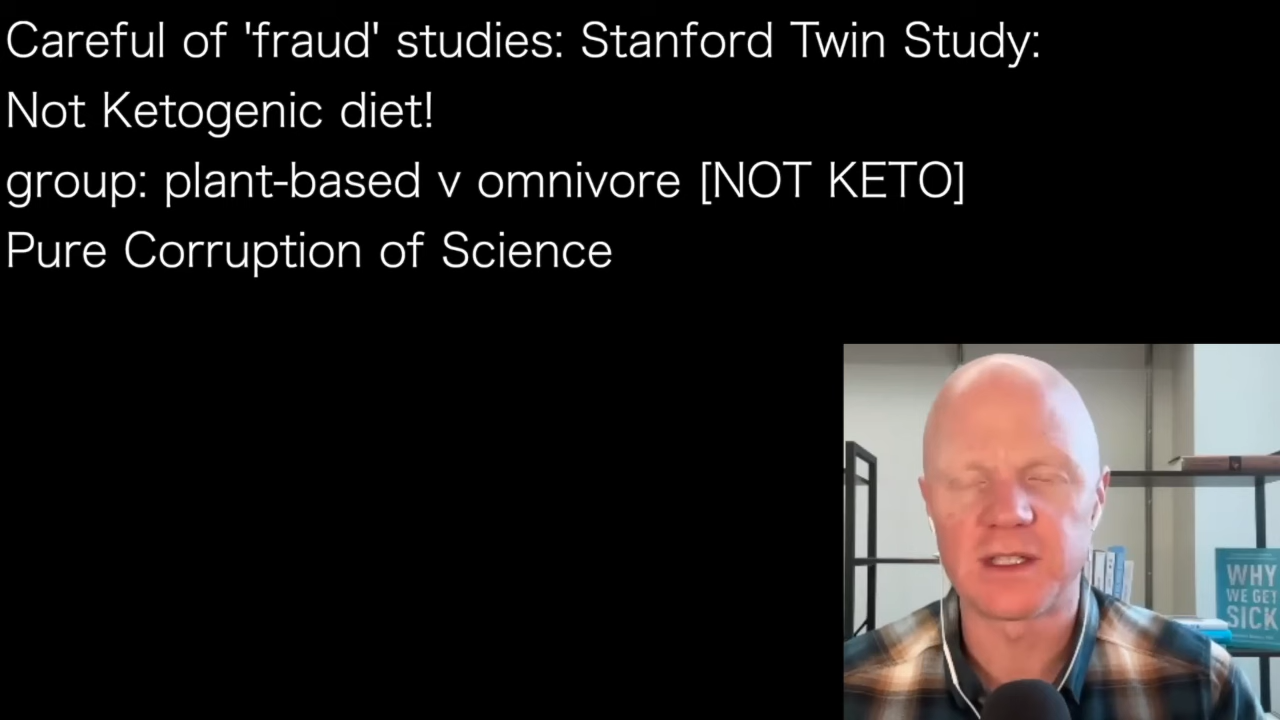 Careful of 'fraud' studies: Stanford Twin Study:
Not Ketogenic diet!
group: plant-based v omnivore [NOT KETO]
Pure Corruption of Science
WHY
WE GET
SICK